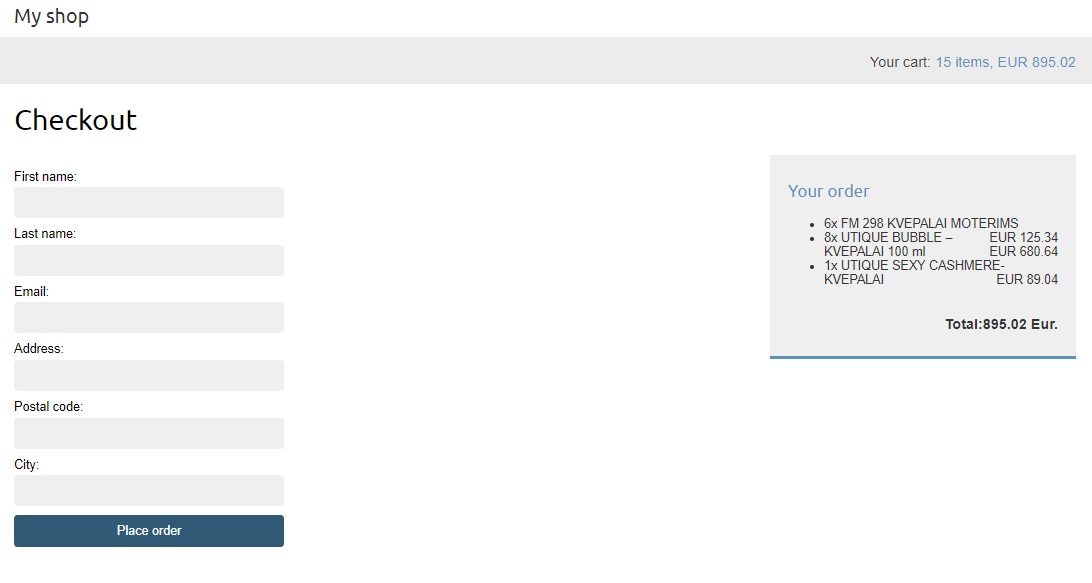 My shop
Your cart: 15 items, EUR 895.02
Checkout
First name:
Last name:
Email:
Address:
Postal code:
City:
Place order
Your order
6x FM 298 KVEPALAI MOTERIMS
8x UTIQUE BUBBLE – EUR 125.34
KVEPALAI 100 ml EUR 680.64
1x UTIQUE SEXY CASHMERE-
KVEPALAI EUR 89.04
Total:895.02 Eur.